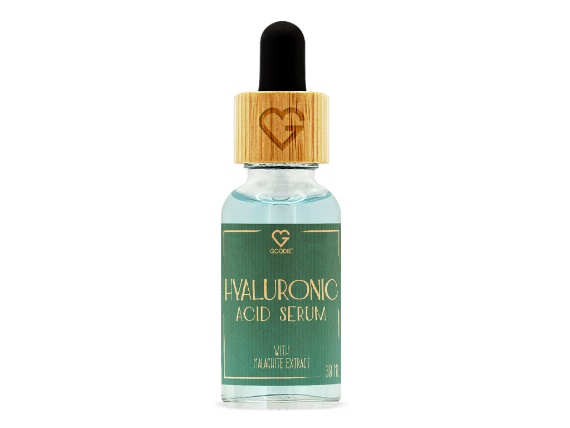 GOODIE
HYALURONIC
ACID SERUM
WITH
MALACHITE EXTRACT
30 ML